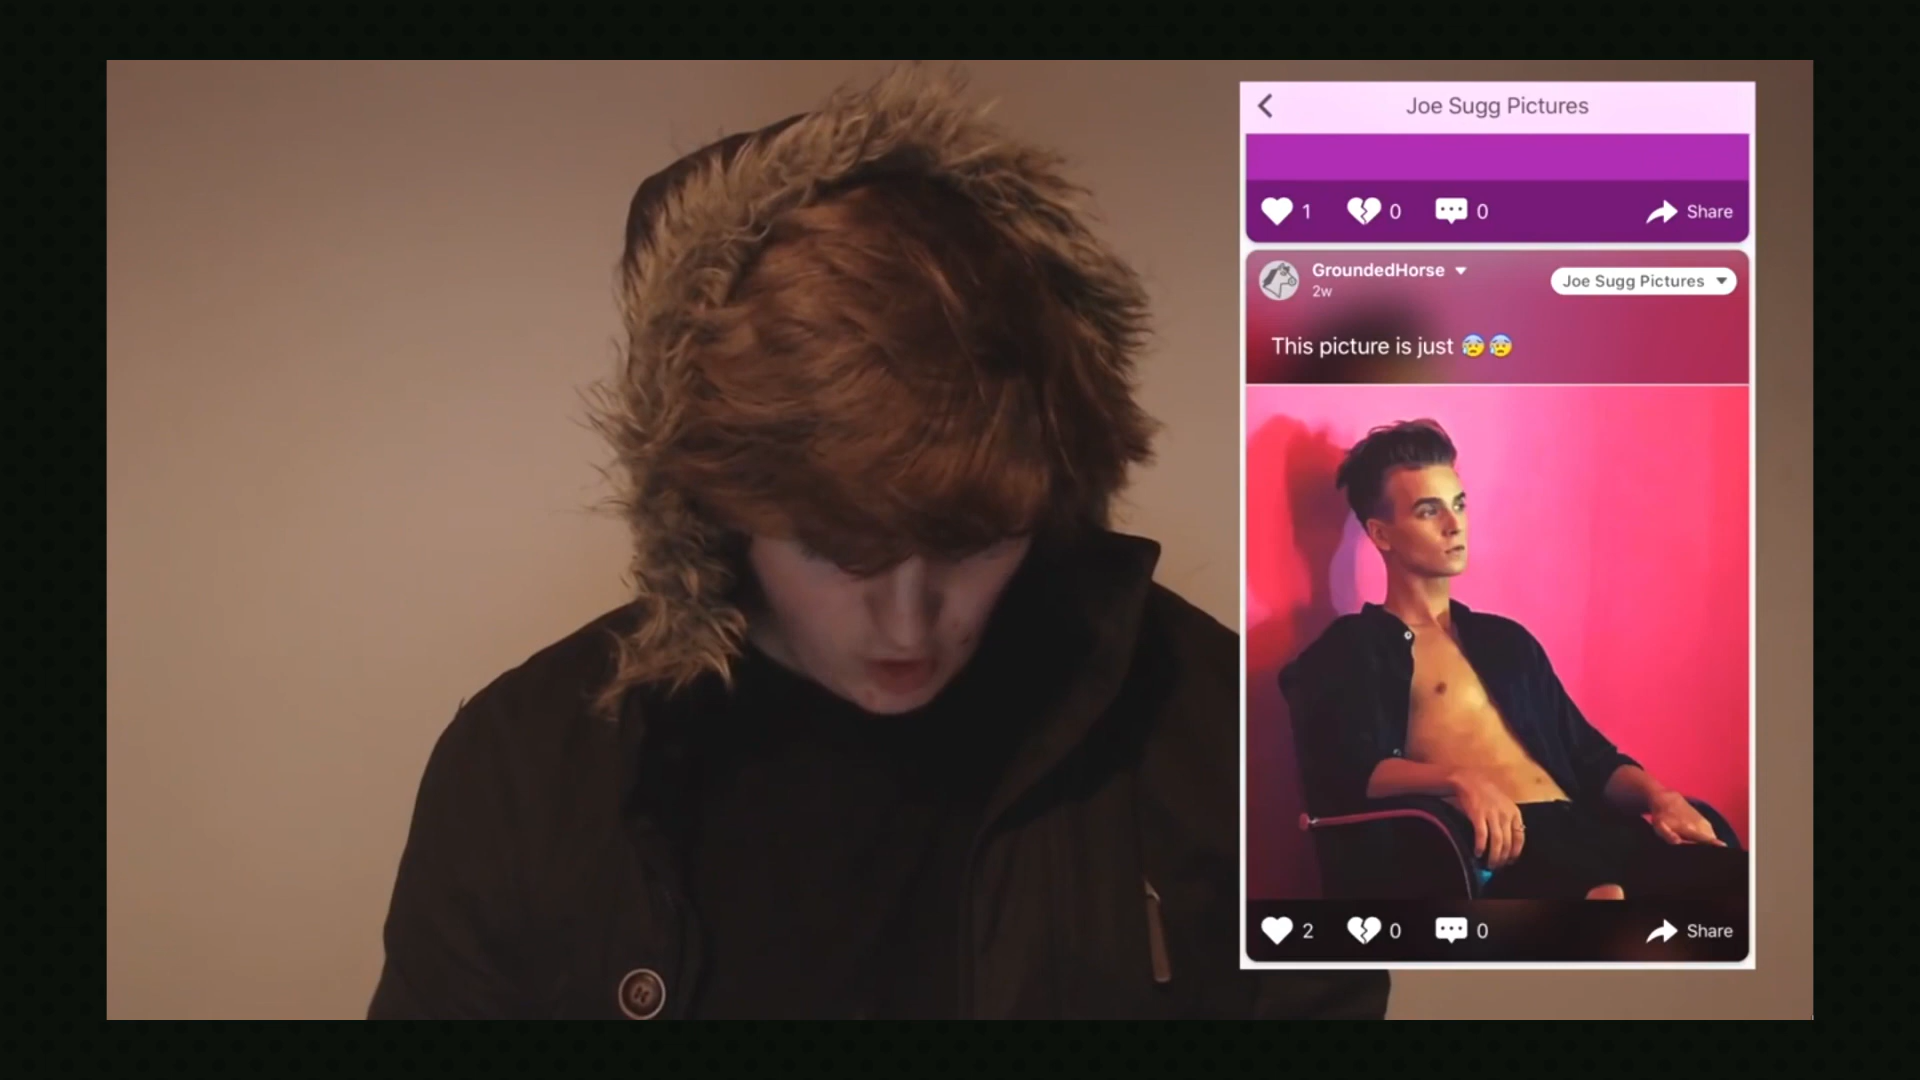 Joe Sugg Pictures
1 0 0 Share
GroundedHorse
2w
Joe Sugg Pictures
This picture is just 😰😰
2 0 0 Share